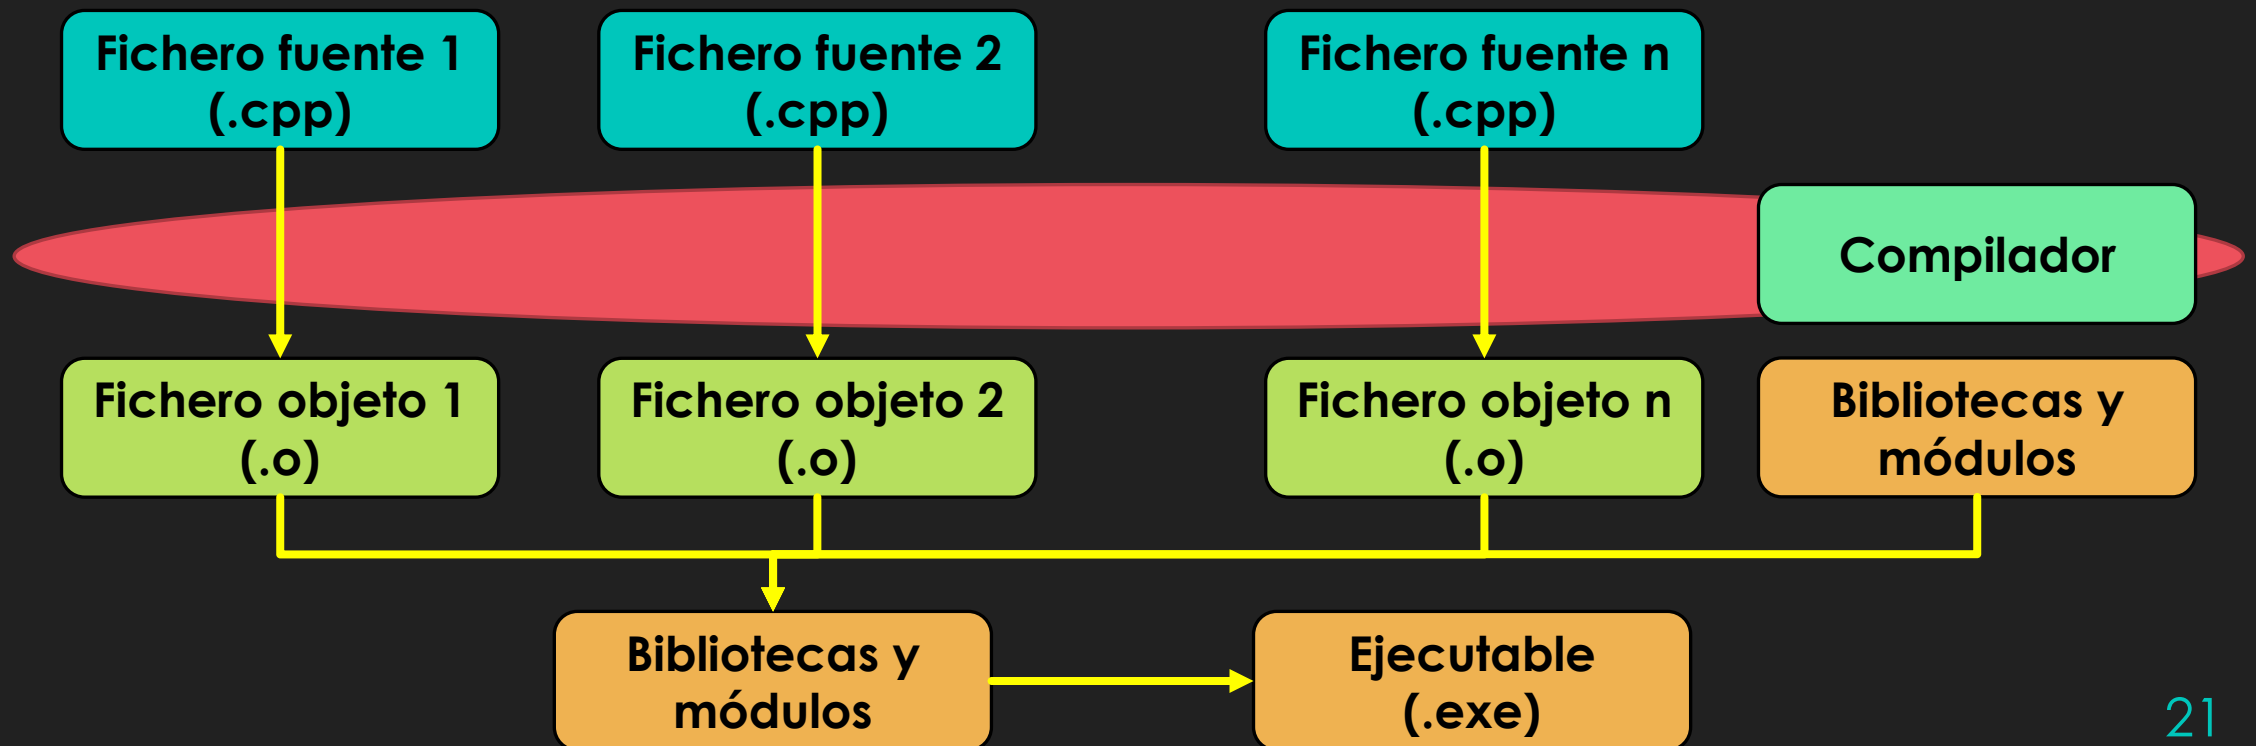 Fichero fuente 1
(.cpp)
Fichero fuente 2
(.cpp)
Fichero fuente n
(.cpp)
Compilador
Fichero objeto 1
(.o)
Fichero objeto 2
(.o)
Fichero objeto n
(.o)
Bibliotecas y
módulos
Bibliotecas y
módulos
Ejecutable
(.exe)
21